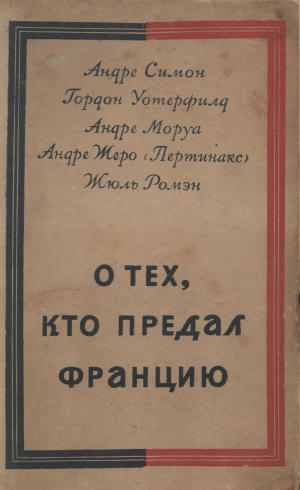 Андре Симон
Гордон Уотерфилд
Андре Моруа
Андре Жеро (Пертинакс)
Жюль Ромэн
О ТЕХ,
КТО ПРЕДАЛ
ФРАНЦИЮ